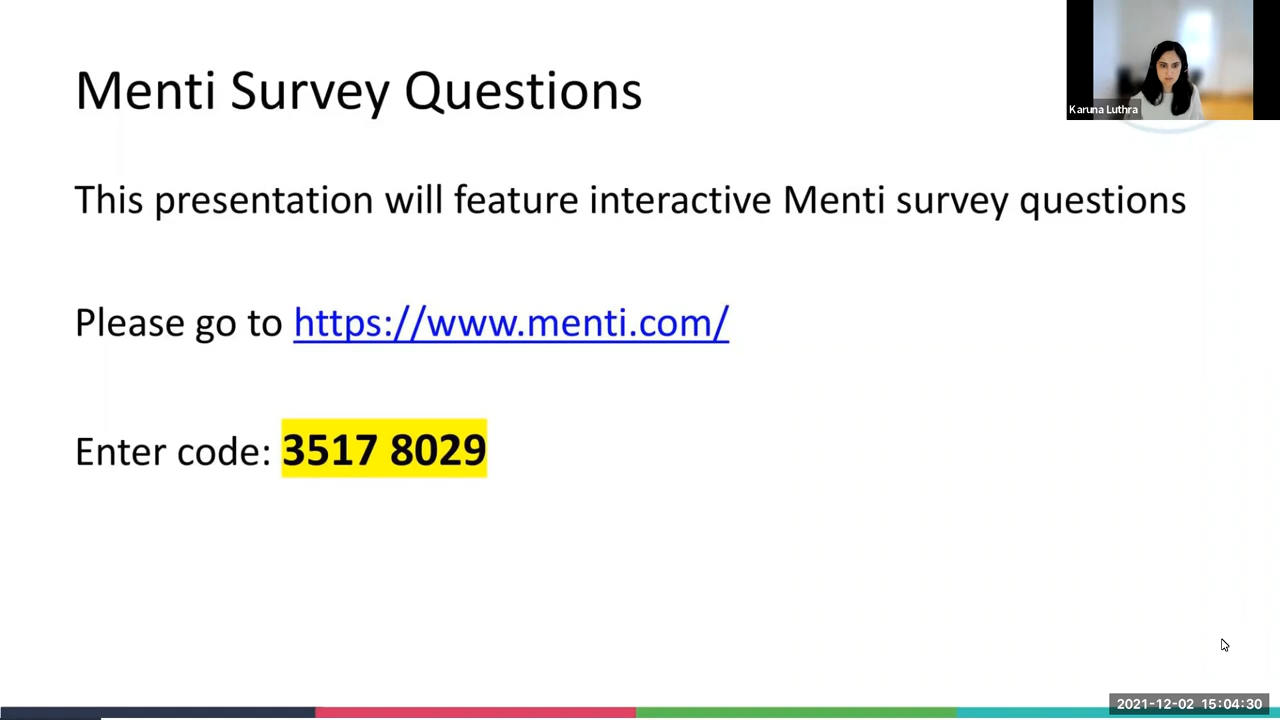 Menti Survey Questions
Karuna Luthra
This presentation will feature interactive Menti survey questions
Please go to https://www.menti.com/
Enter code: 3517 8029
2021-12-02 15:04:30